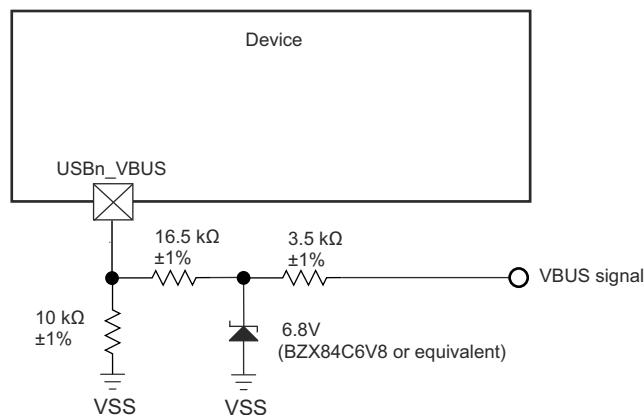 Device
USBn_VBUS
16.5 kΩ
±1%
3.5 kΩ
±1%
VBUS signal
10 kΩ
±1%
6.8V
(BZX84C6V8 or equivalent)
VSS
VSS